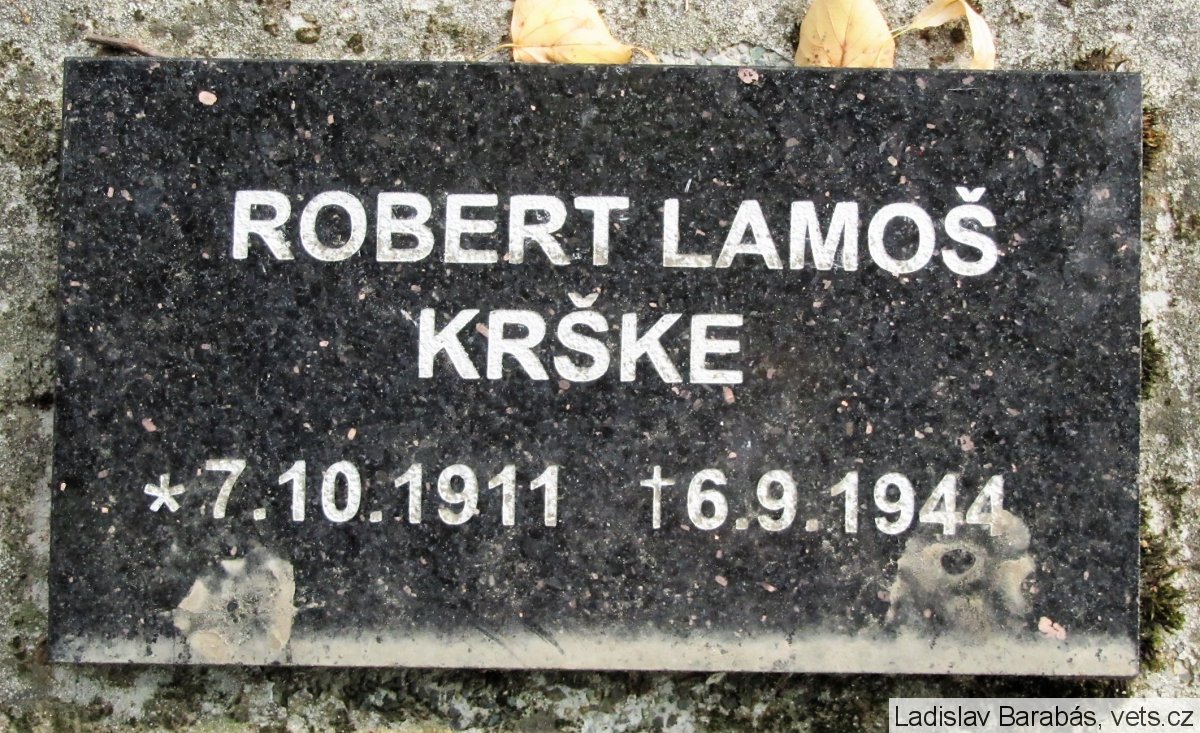 ROBERT LAMOŠ
KRŠKE
*7.10.1911 †6.9.1944
Ladislav Barabás, vets.cz